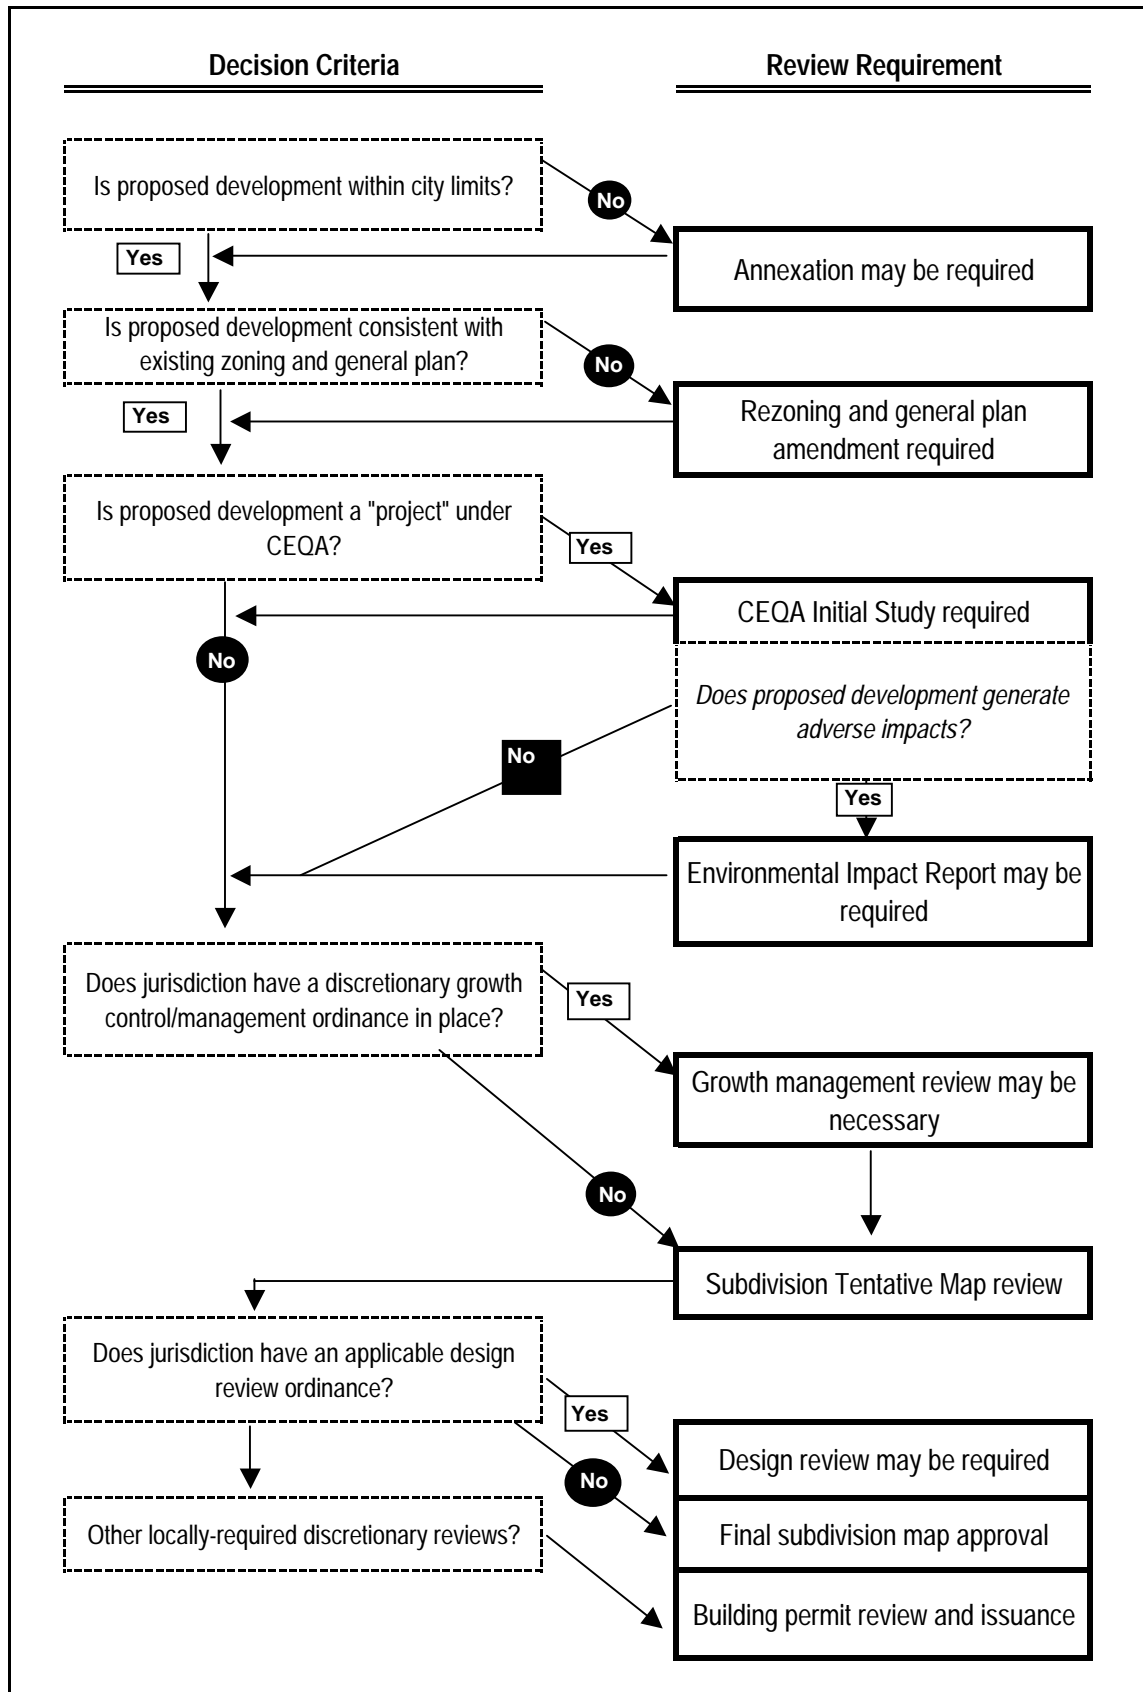 Decision Criteria
Review Requirement
Is proposed development within city limits?
No
Annexation may be required
Yes
Is proposed development consistent with
existing zoning and general plan?
No
Rezoning and general plan
amendment required
Yes
Is proposed development a "project" under
CEQA?
Yes
CEQA Initial Study required
No
Does proposed development generate
adverse impacts?
No
Yes
Environmental Impact Report may be
required
Does jurisdiction have a discretionary growth
control/management ordinance in place?
Yes
Growth management review may be
necessary
No
Subdivision Tentative Map review
Does jurisdiction have an applicable design
review ordinance?
Yes
Design review may be required
No
Final subdivision map approval
Other locally-required discretionary reviews?
Building permit review and issuance